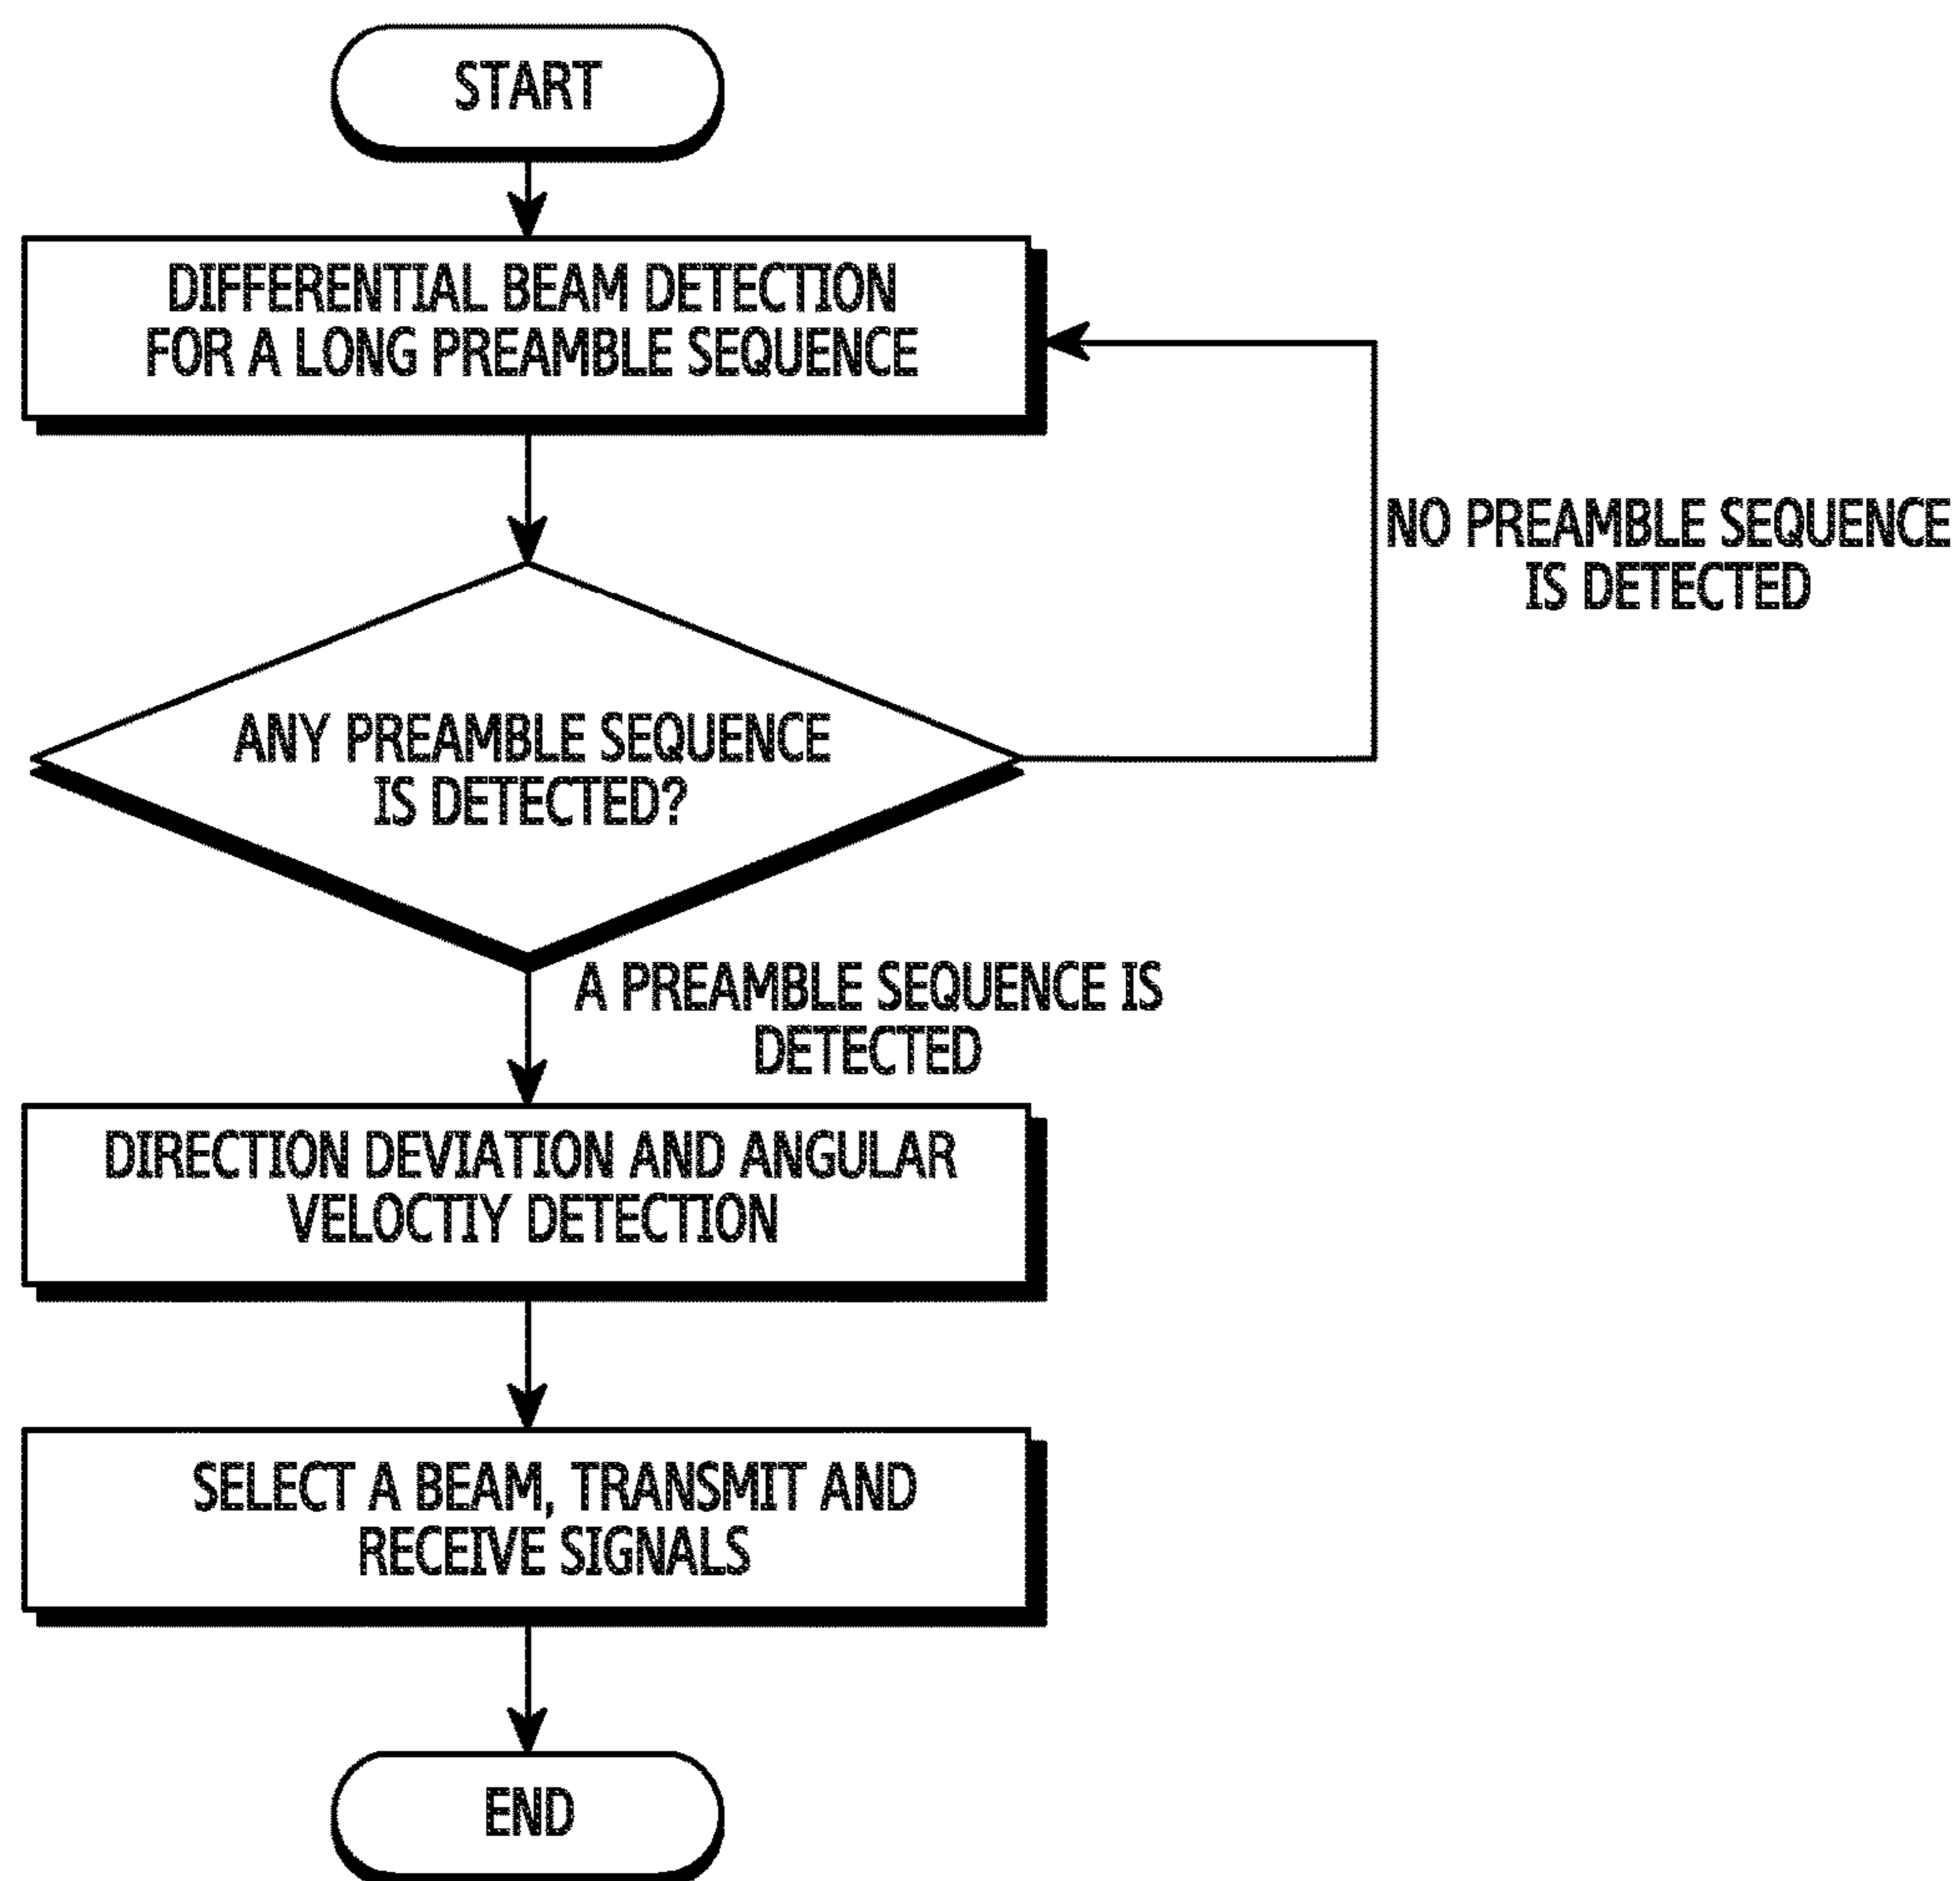 START
DIFFERENTIAL BEAM DETECTION
FOR A LONG PREAMBLE SEQUENCE
NO PREAMBLE SEQUENCE
IS DETECTED
ANY PREAMBLE SEQUENCE
IS DETECTED?
A PREAMBLE SEQUENCE IS
DETECTED
DIRECTION DEVIATION AND ANGULAR
VELOCTIY DETECTION
SELECT A BEAM, TRANSMIT AND
RECEIVE SIGNALS
END